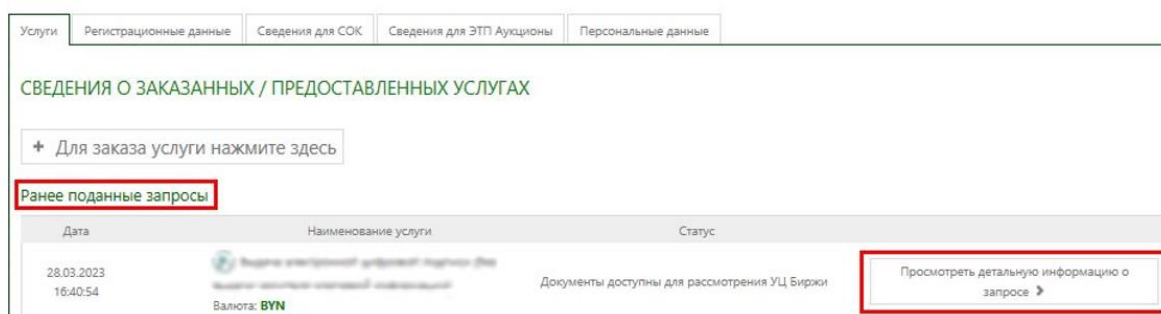 Услуги Регистрационные данные Сведения для СОК Сведения для ЭТП Аукционы Персональные данные
СВЕДЕНИЯ О ЗАКАЗАННЫХ / ПРЕДОСТАВЛЕННЫХ УСЛУГАХ
+ Для заказа услуги нажмите здесь
Ранее поданные запросы
Дата Наименование услуги Статус
28.03.2023
16:40:54
Валюта: BYN
Документы доступны для рассмотрения УЦ Биржи
Просмотреть детальную информацию о
запросе >